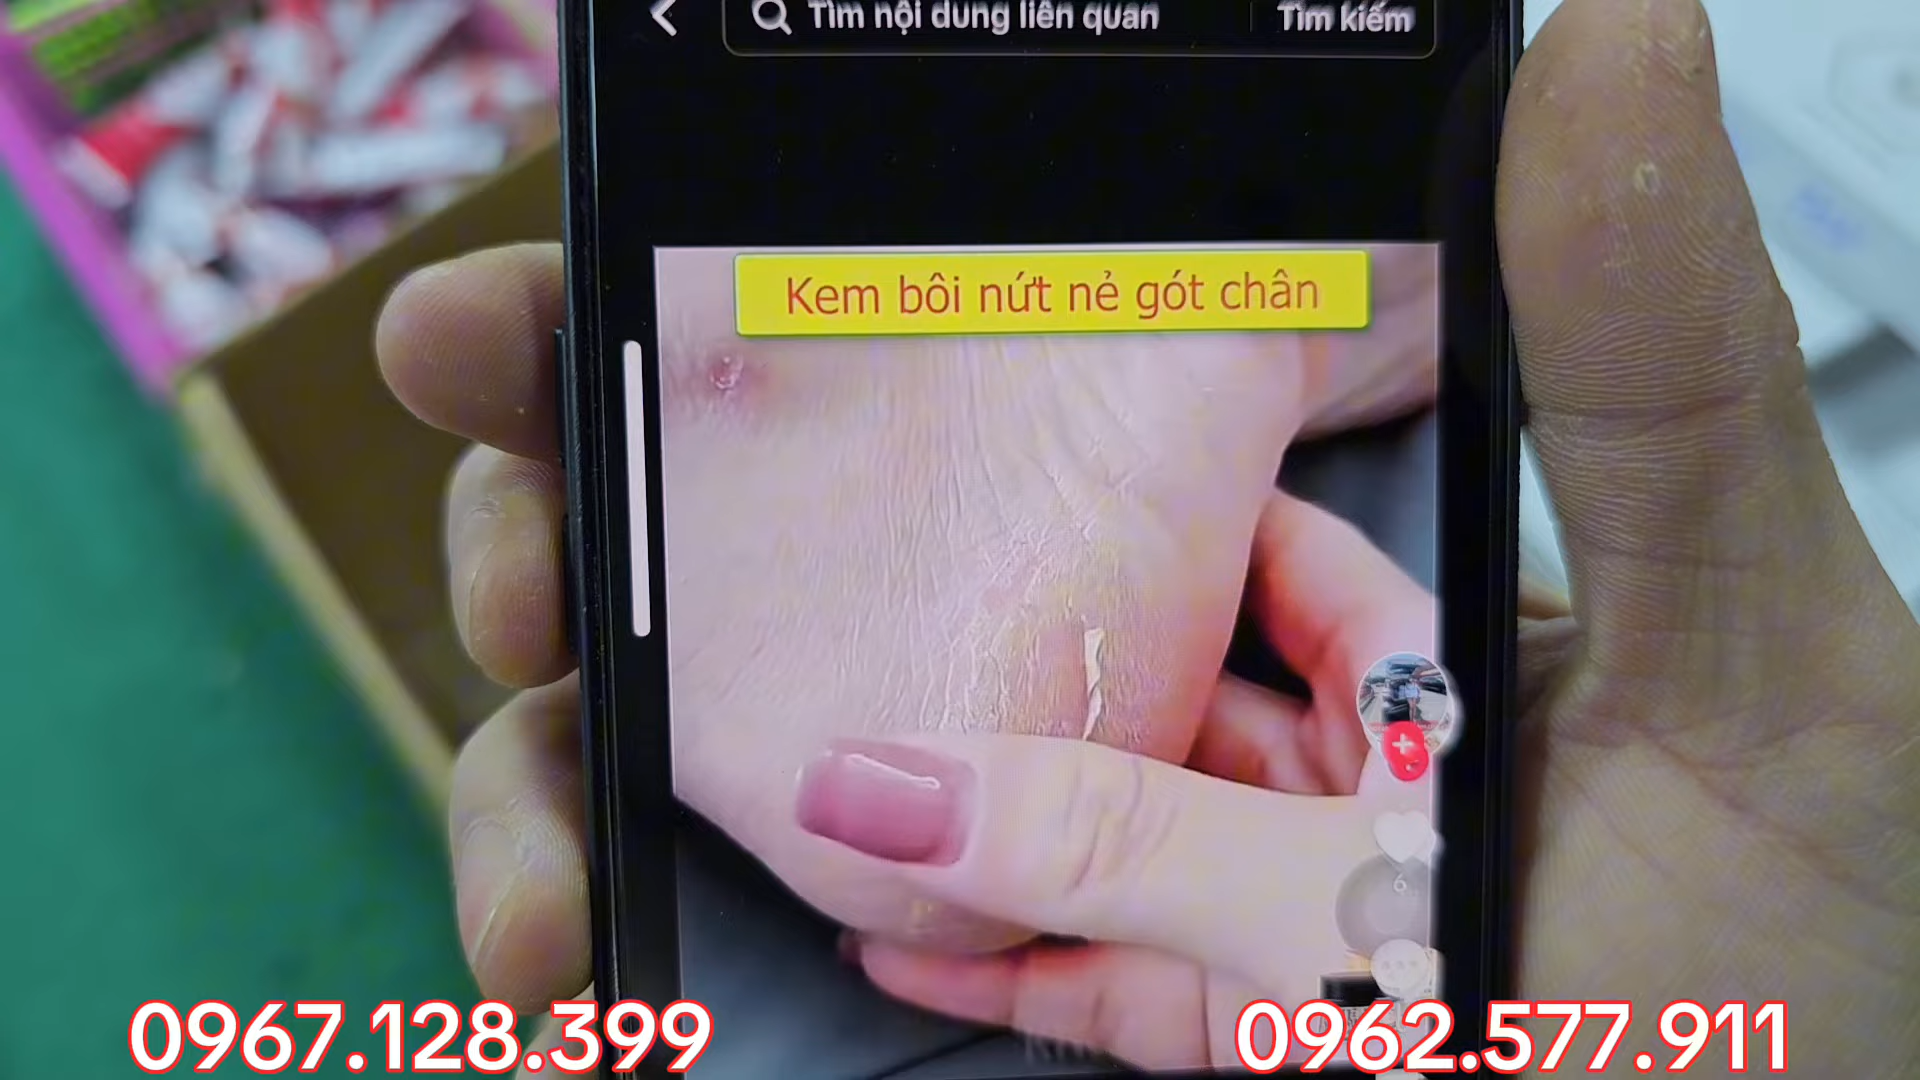 Tìm nội dung liên quan
Tìm kiếm
Kem bôi nứt nẻ gót chân
6
0967.128.399
0962.577.911